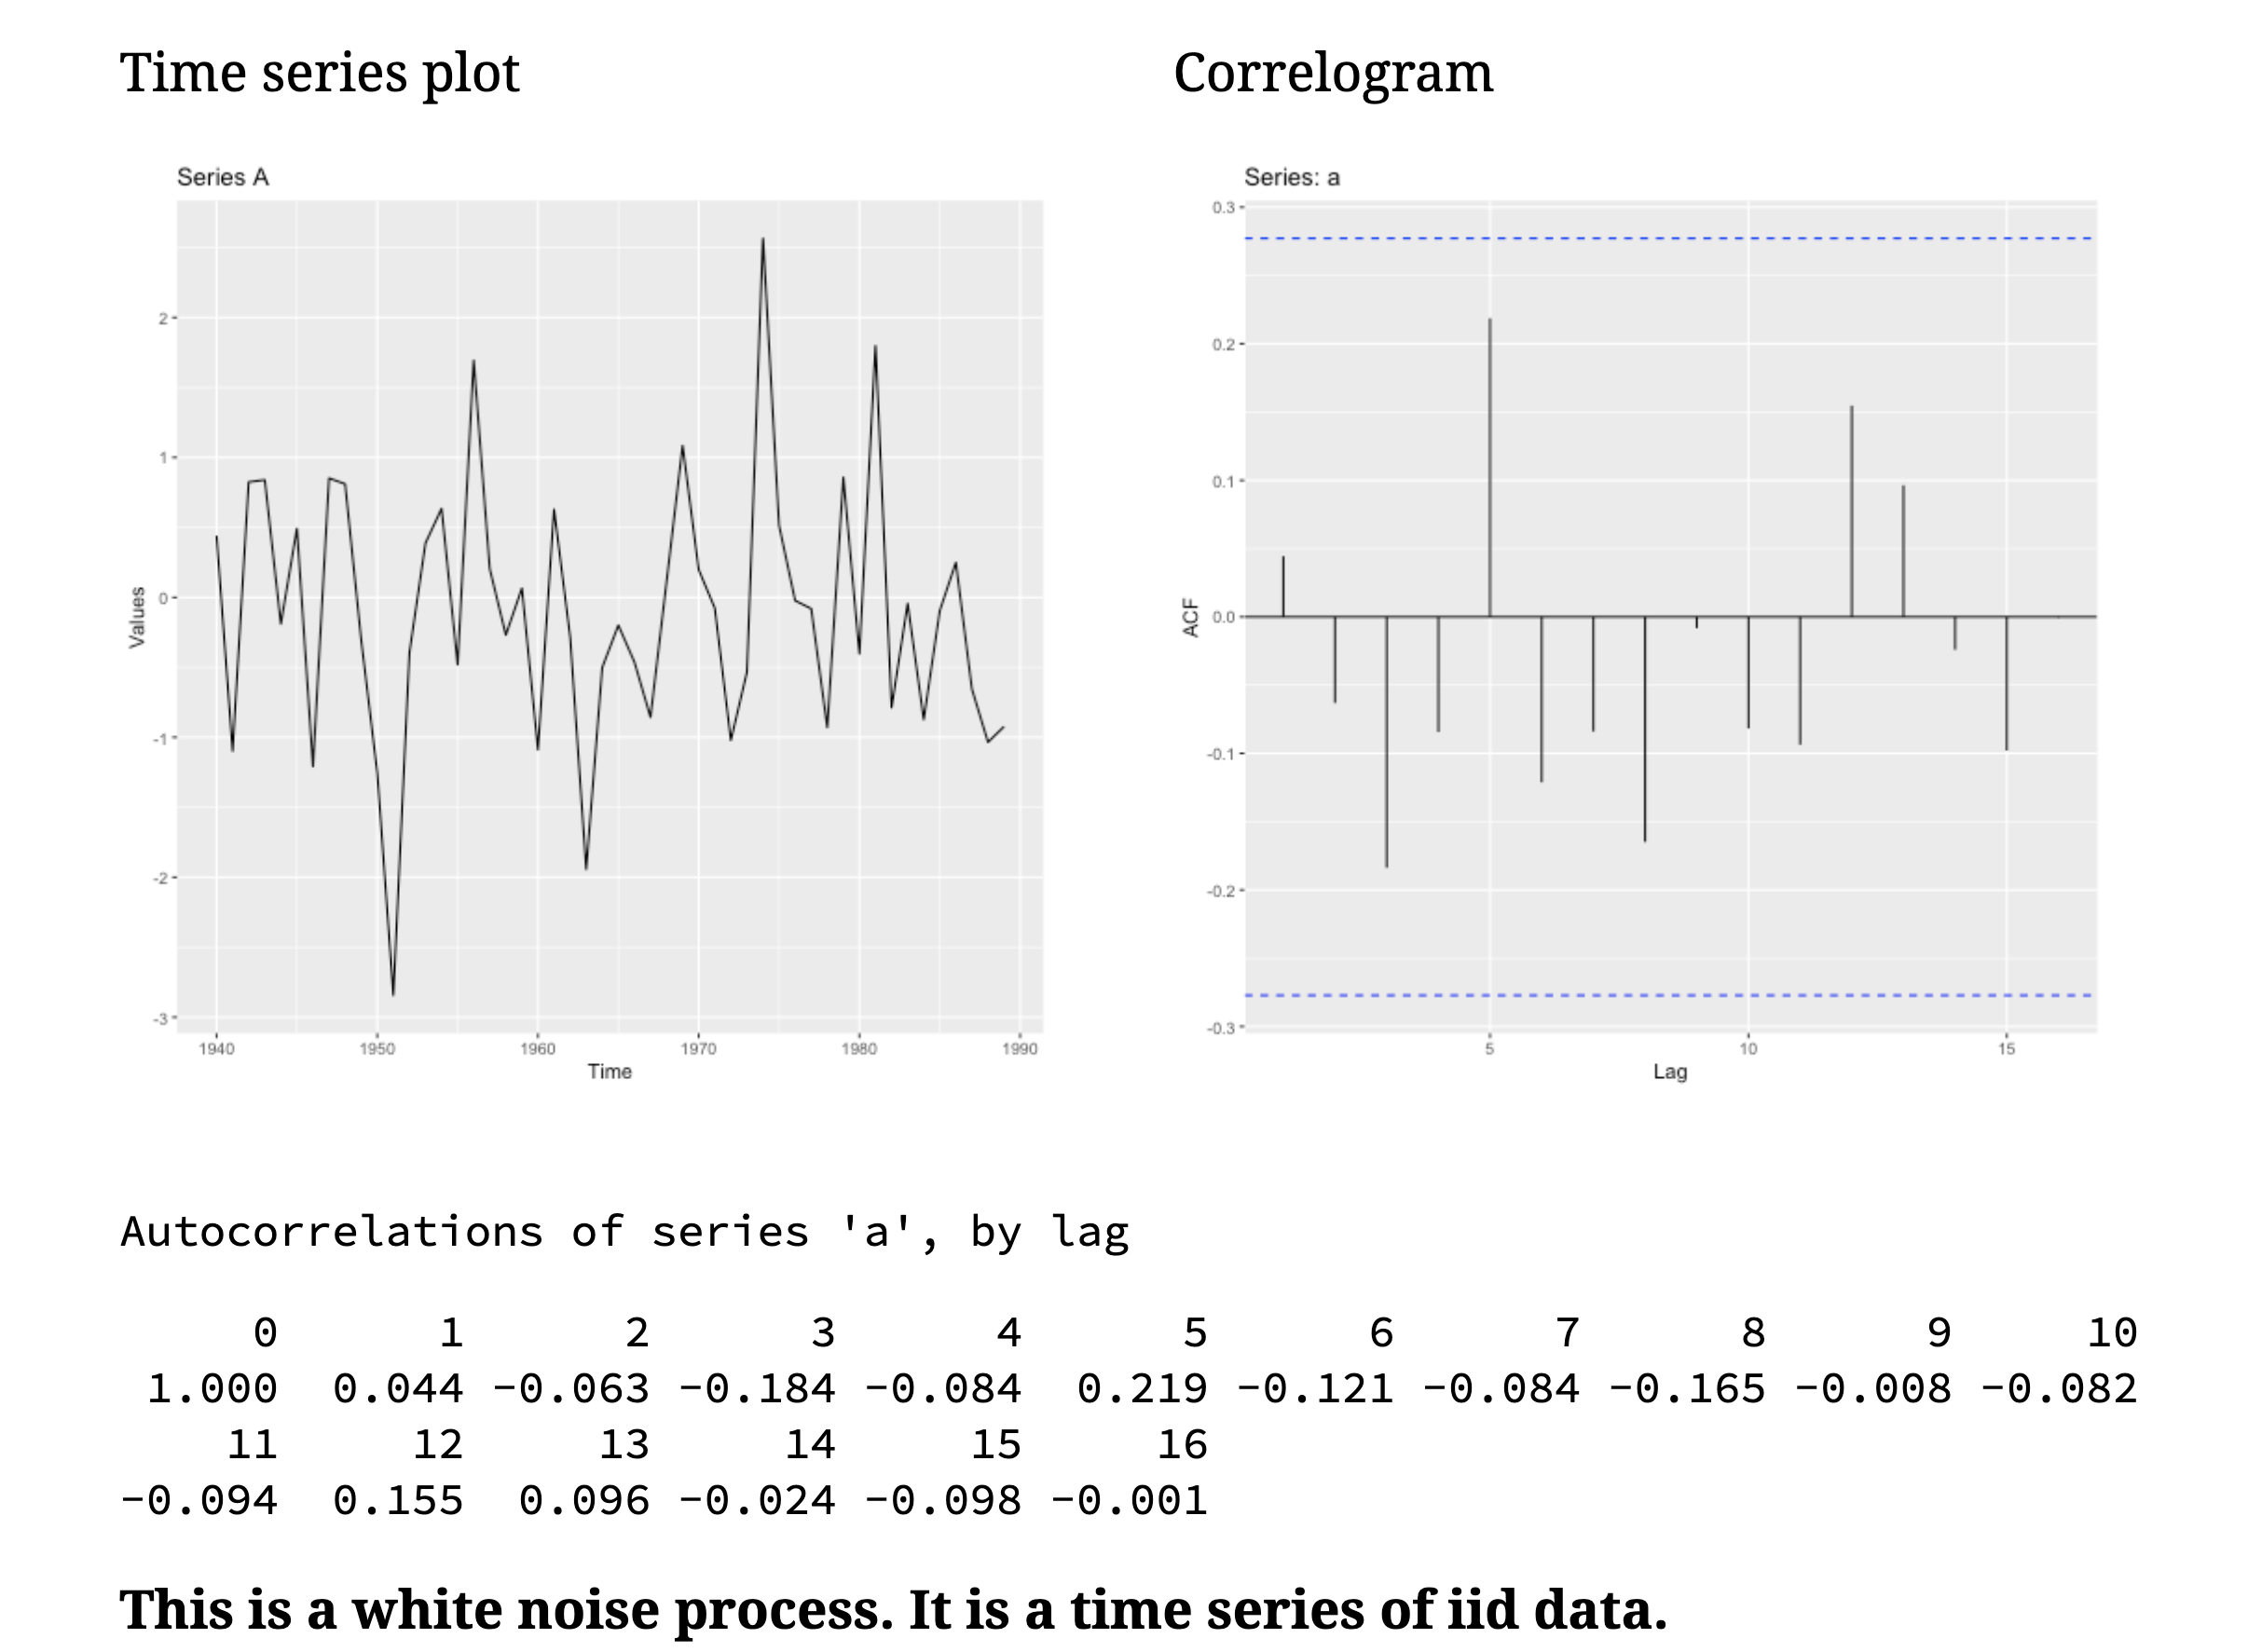 Time series plot
Correlogram
Series A
2
1
0
-1
-2
-3
Values
1940 1950 1960 1970 1980 1990
Time
Series: a
0.3
0.2
0.1
0.0
-0.1
-0.2
-0.3
ACF
5 10 15
Lag
Autocorrelations of series 'a', by lag
0 1 2 3 4 5 6 7 8 9 10
1.000 0.044 -0.063 -0.184 -0.084 0.219 -0.121 -0.084 -0.165 -0.008 -0.082
11 12 13 14 15 16
-0.094 0.155 0.096 -0.024 -0.098 -0.001
This is a white noise process. It is a time series of iid data.